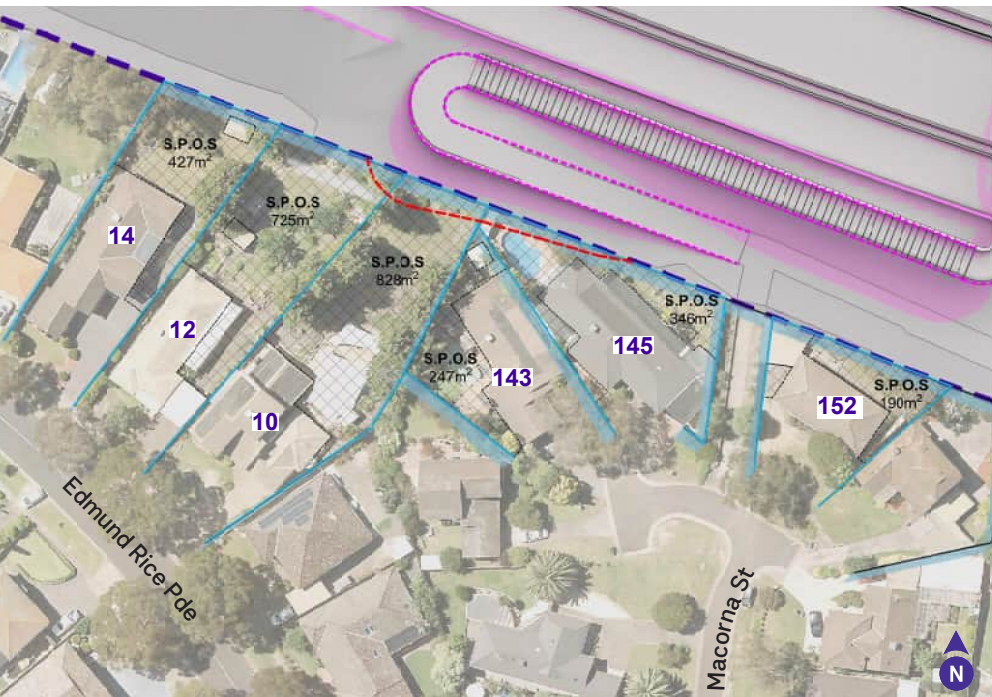 S.P.O.S
427m²
14
S.P.O.S
725m²
12
S.P.O.S
828m²
10
S.P.O.S
247m²
143
S.P.O.S
346m²
145
S.P.O.S
190m²
152
Edmund Rice Pde
Macorna St
N